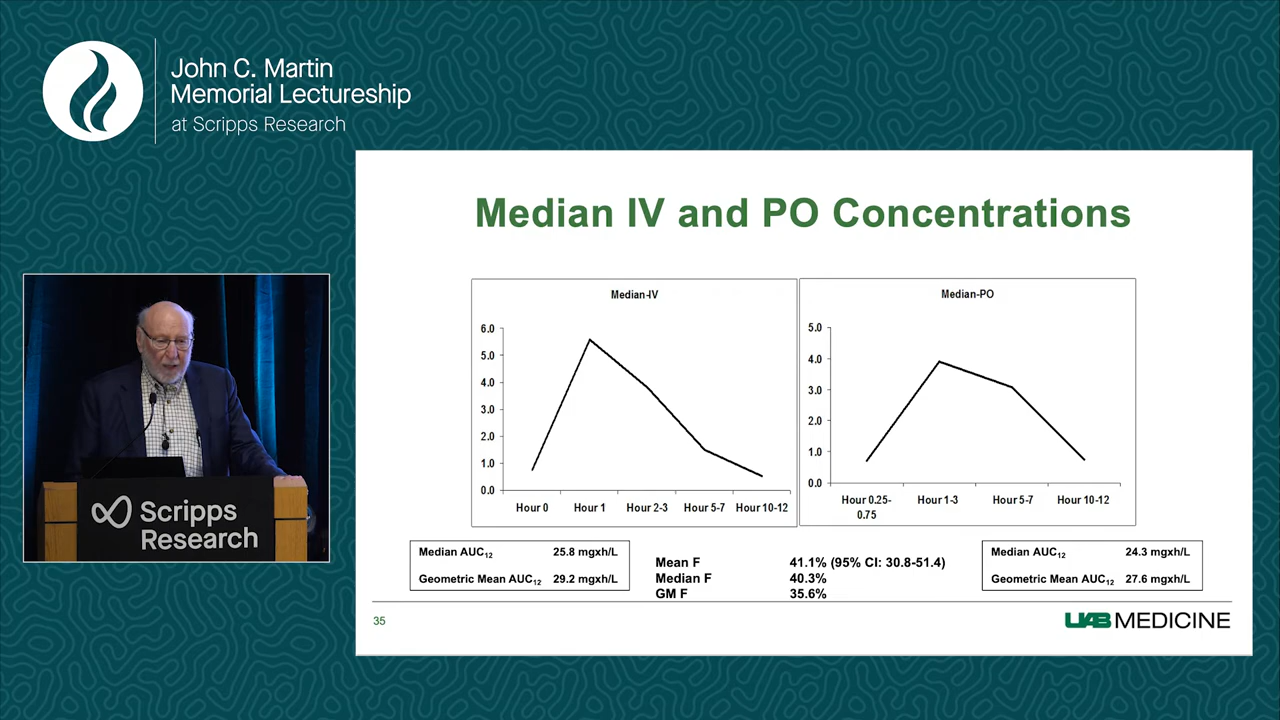 John C. Martin
Memorial Lectureship
at Scripps Research
Scripps
Research
Median IV and PO Concentrations
Median-IV
6.0
5.0
4.0
3.0
2.0
1.0
0.0
Hour 0 Hour 1 Hour 2-3 Hour 5-7 Hour 10-12
Median-PO
5.0
4.0
3.0
2.0
1.0
0.0
Hour 0.25-0.75 Hour 1-3 Hour 5-7 Hour 10-12
Median AUC12 25.8 mgxh/L
Geometric Mean AUC12 29.2 mgxh/L
Mean F 41.1% (95% CI: 30.8-51.4)
Median F 40.3%
GM F 35.6%
Median AUC12 24.3 mgxh/L
Geometric Mean AUC12 27.6 mgxh/L
35
UAB MEDICINE